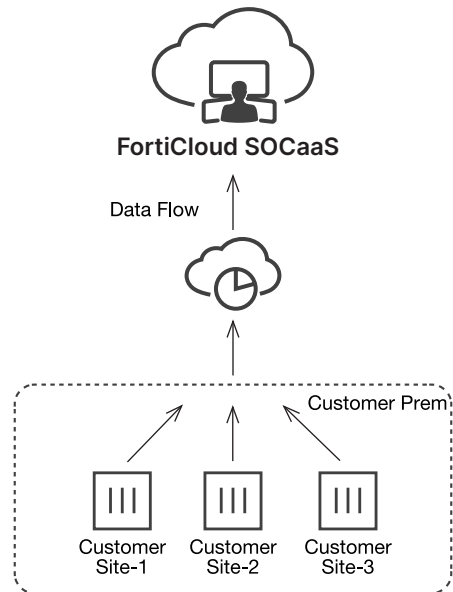 FortiCloud SOCaaS
Data Flow
Customer Prem
Customer
Site-1
Customer
Site-2
Customer
Site-3